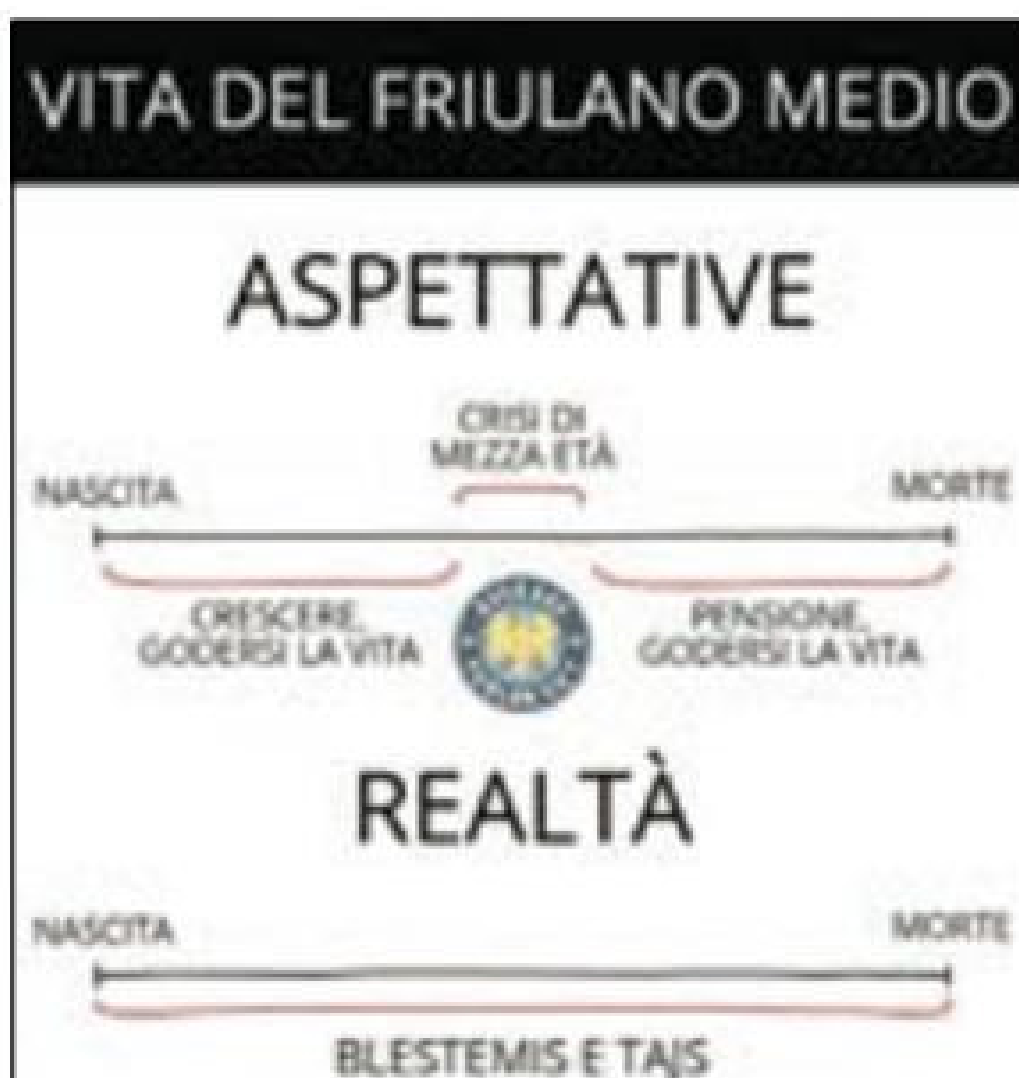 VITA DEL FRIULANO MEDIO
ASPETTATIVE
CRISI DI
MEZZA ETÀ
NASCITA
MORTE
CRESCERE,
GODERSI LA VITA
PENSIONE,
GODERSI LA VITA
REALTÀ
NASCITA
MORTE
BLESTEMIS E TAJS